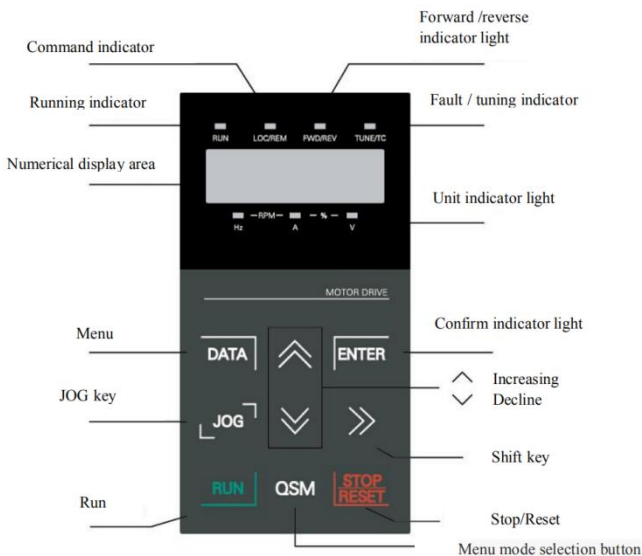 Forward /reverse
indicator light
Command indicator
Running indicator
Fault / tuning indicator
RUN LOC/REM FWD/REV TUNE/TC
Numerical display area
Unit indicator light
RPM %
Hz A V
MOTOR DRIVE
Menu
Confirm indicator light
DATA ENTER
Increasing
Decline
JOG key
JOG
Shift key
RUN QSM STOP
RESET
Run
Stop/Reset
Menu mode selection button